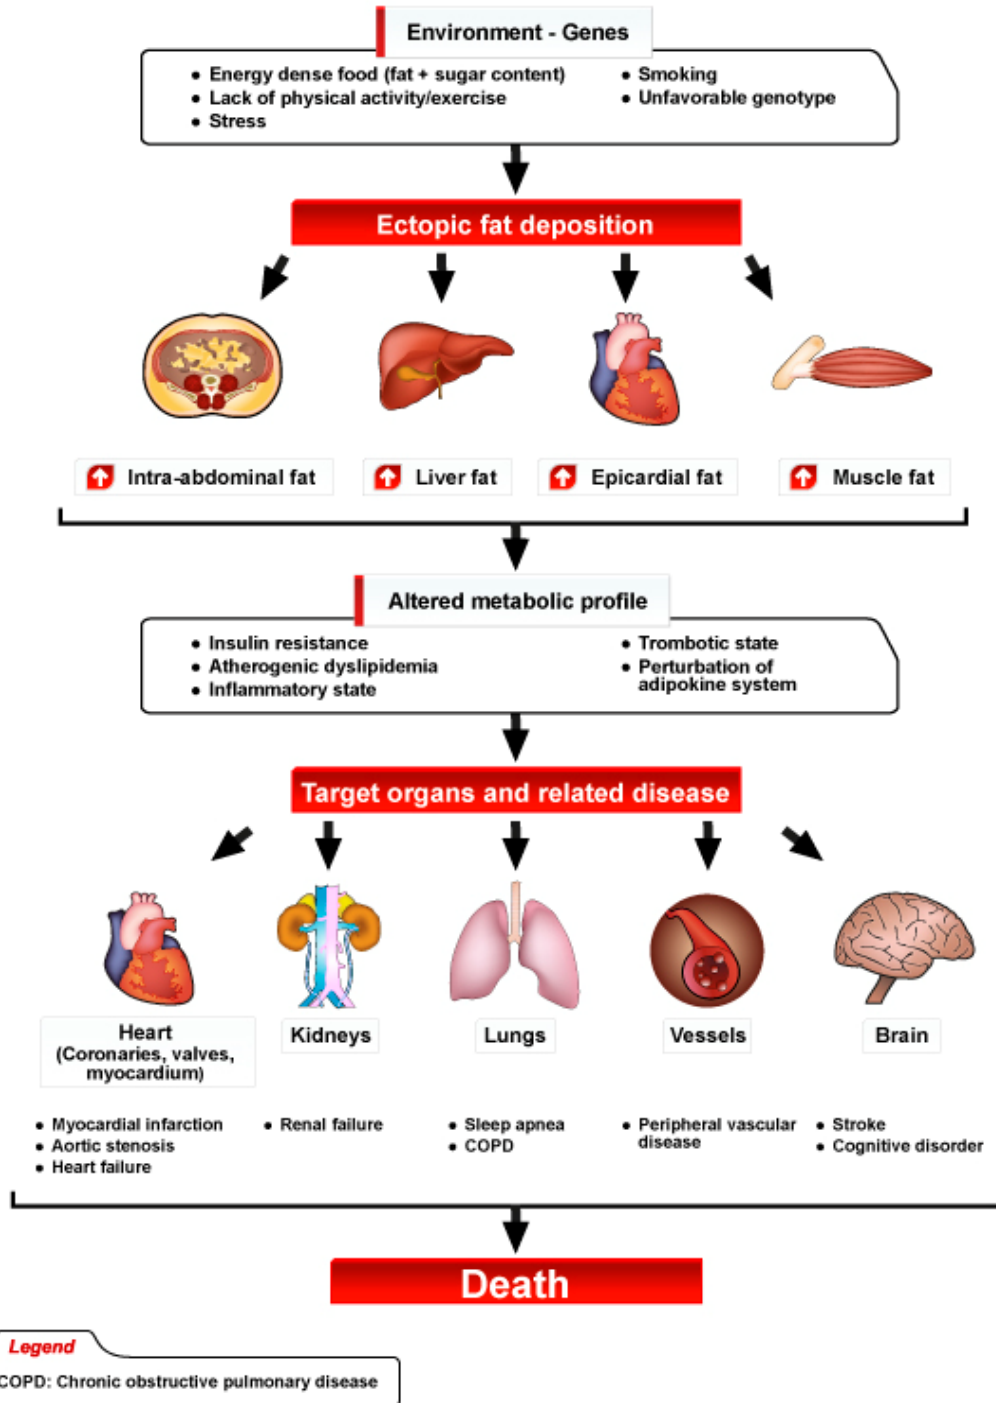 Environment - Genes
• Energy dense food (fat + sugar content)
• Lack of physical activity/exercise
• Stress
• Smoking
• Unfavorable genotype
Ectopic fat deposition
Intra-abdominal fat
Liver fat
Epicardial fat
Muscle fat
Altered metabolic profile
• Insulin resistance
• Atherogenic dyslipidemia
• Inflammatory state
• Trombotic state
• Perturbation of
adipokine system
Target organs and related disease
Heart
(Coronaries, valves,
myocardium)
Kidneys
Lungs
Vessels
Brain
• Myocardial infarction
• Aortic stenosis
• Heart failure
• Renal failure
• Sleep apnea
• COPD
• Peripheral vascular
disease
• Stroke
• Cognitive disorder
Death
Legend
COPD: Chronic obstructive pulmonary disease